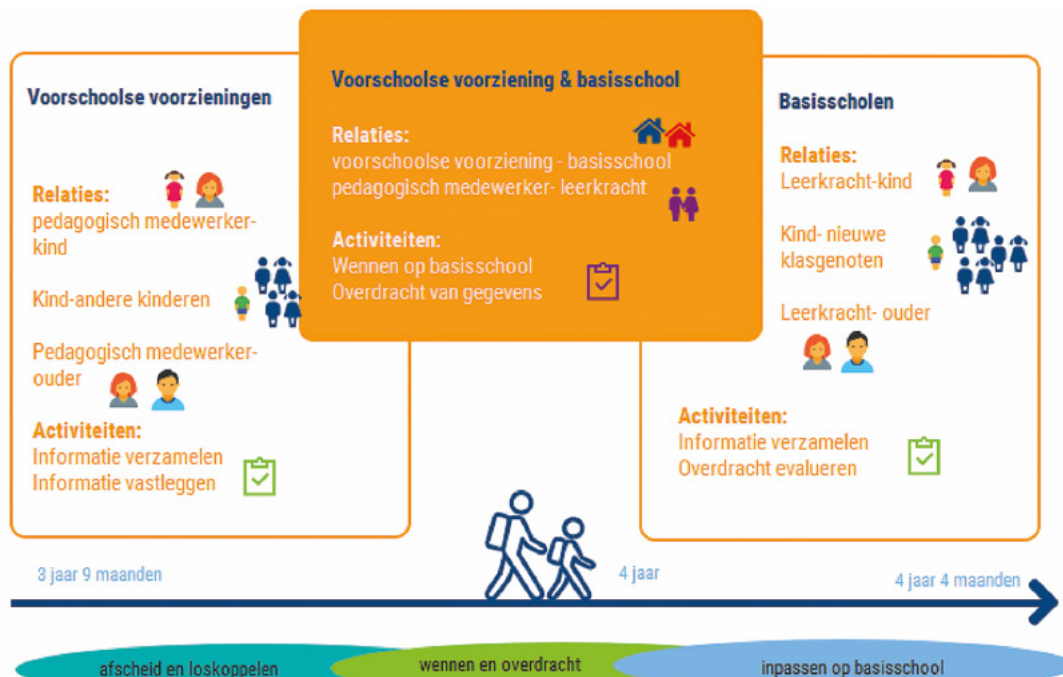 Voorschoolse voorzieningen
Relaties:
pedagogisch medewerker-
kind
Kind-andere kinderen
Pedagogisch medewerker-
ouder
Activiteiten:
Informatie verzamelen
Informatie vastleggen
Voorschoolse voorziening & basisschool
Relaties:
voorschoolse voorziening - basisschool
pedagogisch medewerker- leerkracht
Activiteiten:
Wennen op basisschool
Overdracht van gegevens
Basisscholen
Relaties:
Leerkracht-kind
Kind- nieuwe
klasgenoten
Leerkracht- ouder
Activiteiten:
Informatie verzamelen
Overdracht evalueren
3 jaar 9 maanden
4 jaar
4 jaar 4 maanden
afscheid en loskoppelen
wennen en overdracht
inpassen op basisschool